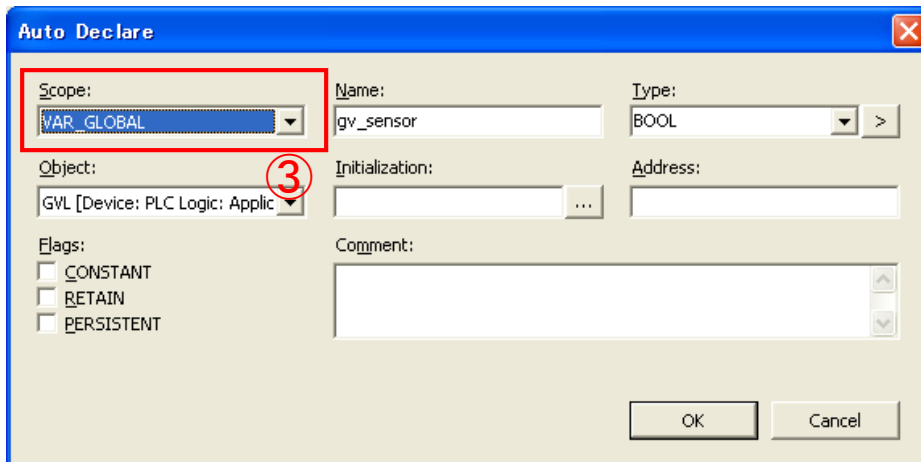 Auto Declare
Scope: Name: Type:
VAR_GLOBAL gv_sensor BOOL >
③
Object: Initialization: Address:
GVL [Device: PLC Logic: Applic ...
Flags: Comment:
CONSTANT
RETAIN
PERSISTENT
OK Cancel